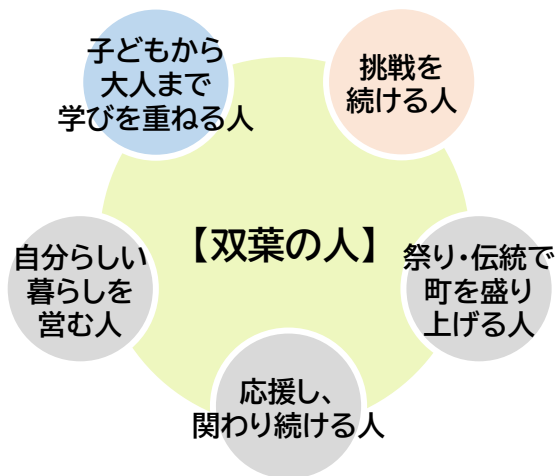 子どもから
大人まで
学びを重ねる人
挑戦を
続ける人
【双葉の人】
自分らしい
暮らしを
営む人
祭り・伝統で
町を盛り
上げる人
応援し、
関わり続ける人